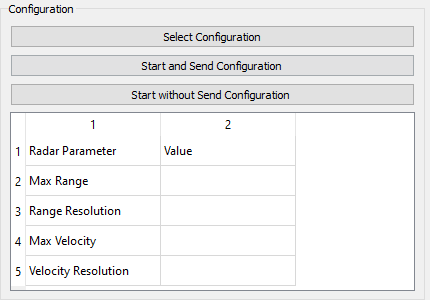 Configuration
Select Configuration
Start and Send Configuration
Start without Send Configuration
1 2
1 Radar Parameter Value
2 Max Range
3 Range Resolution
4 Max Velocity
5 Velocity Resolution